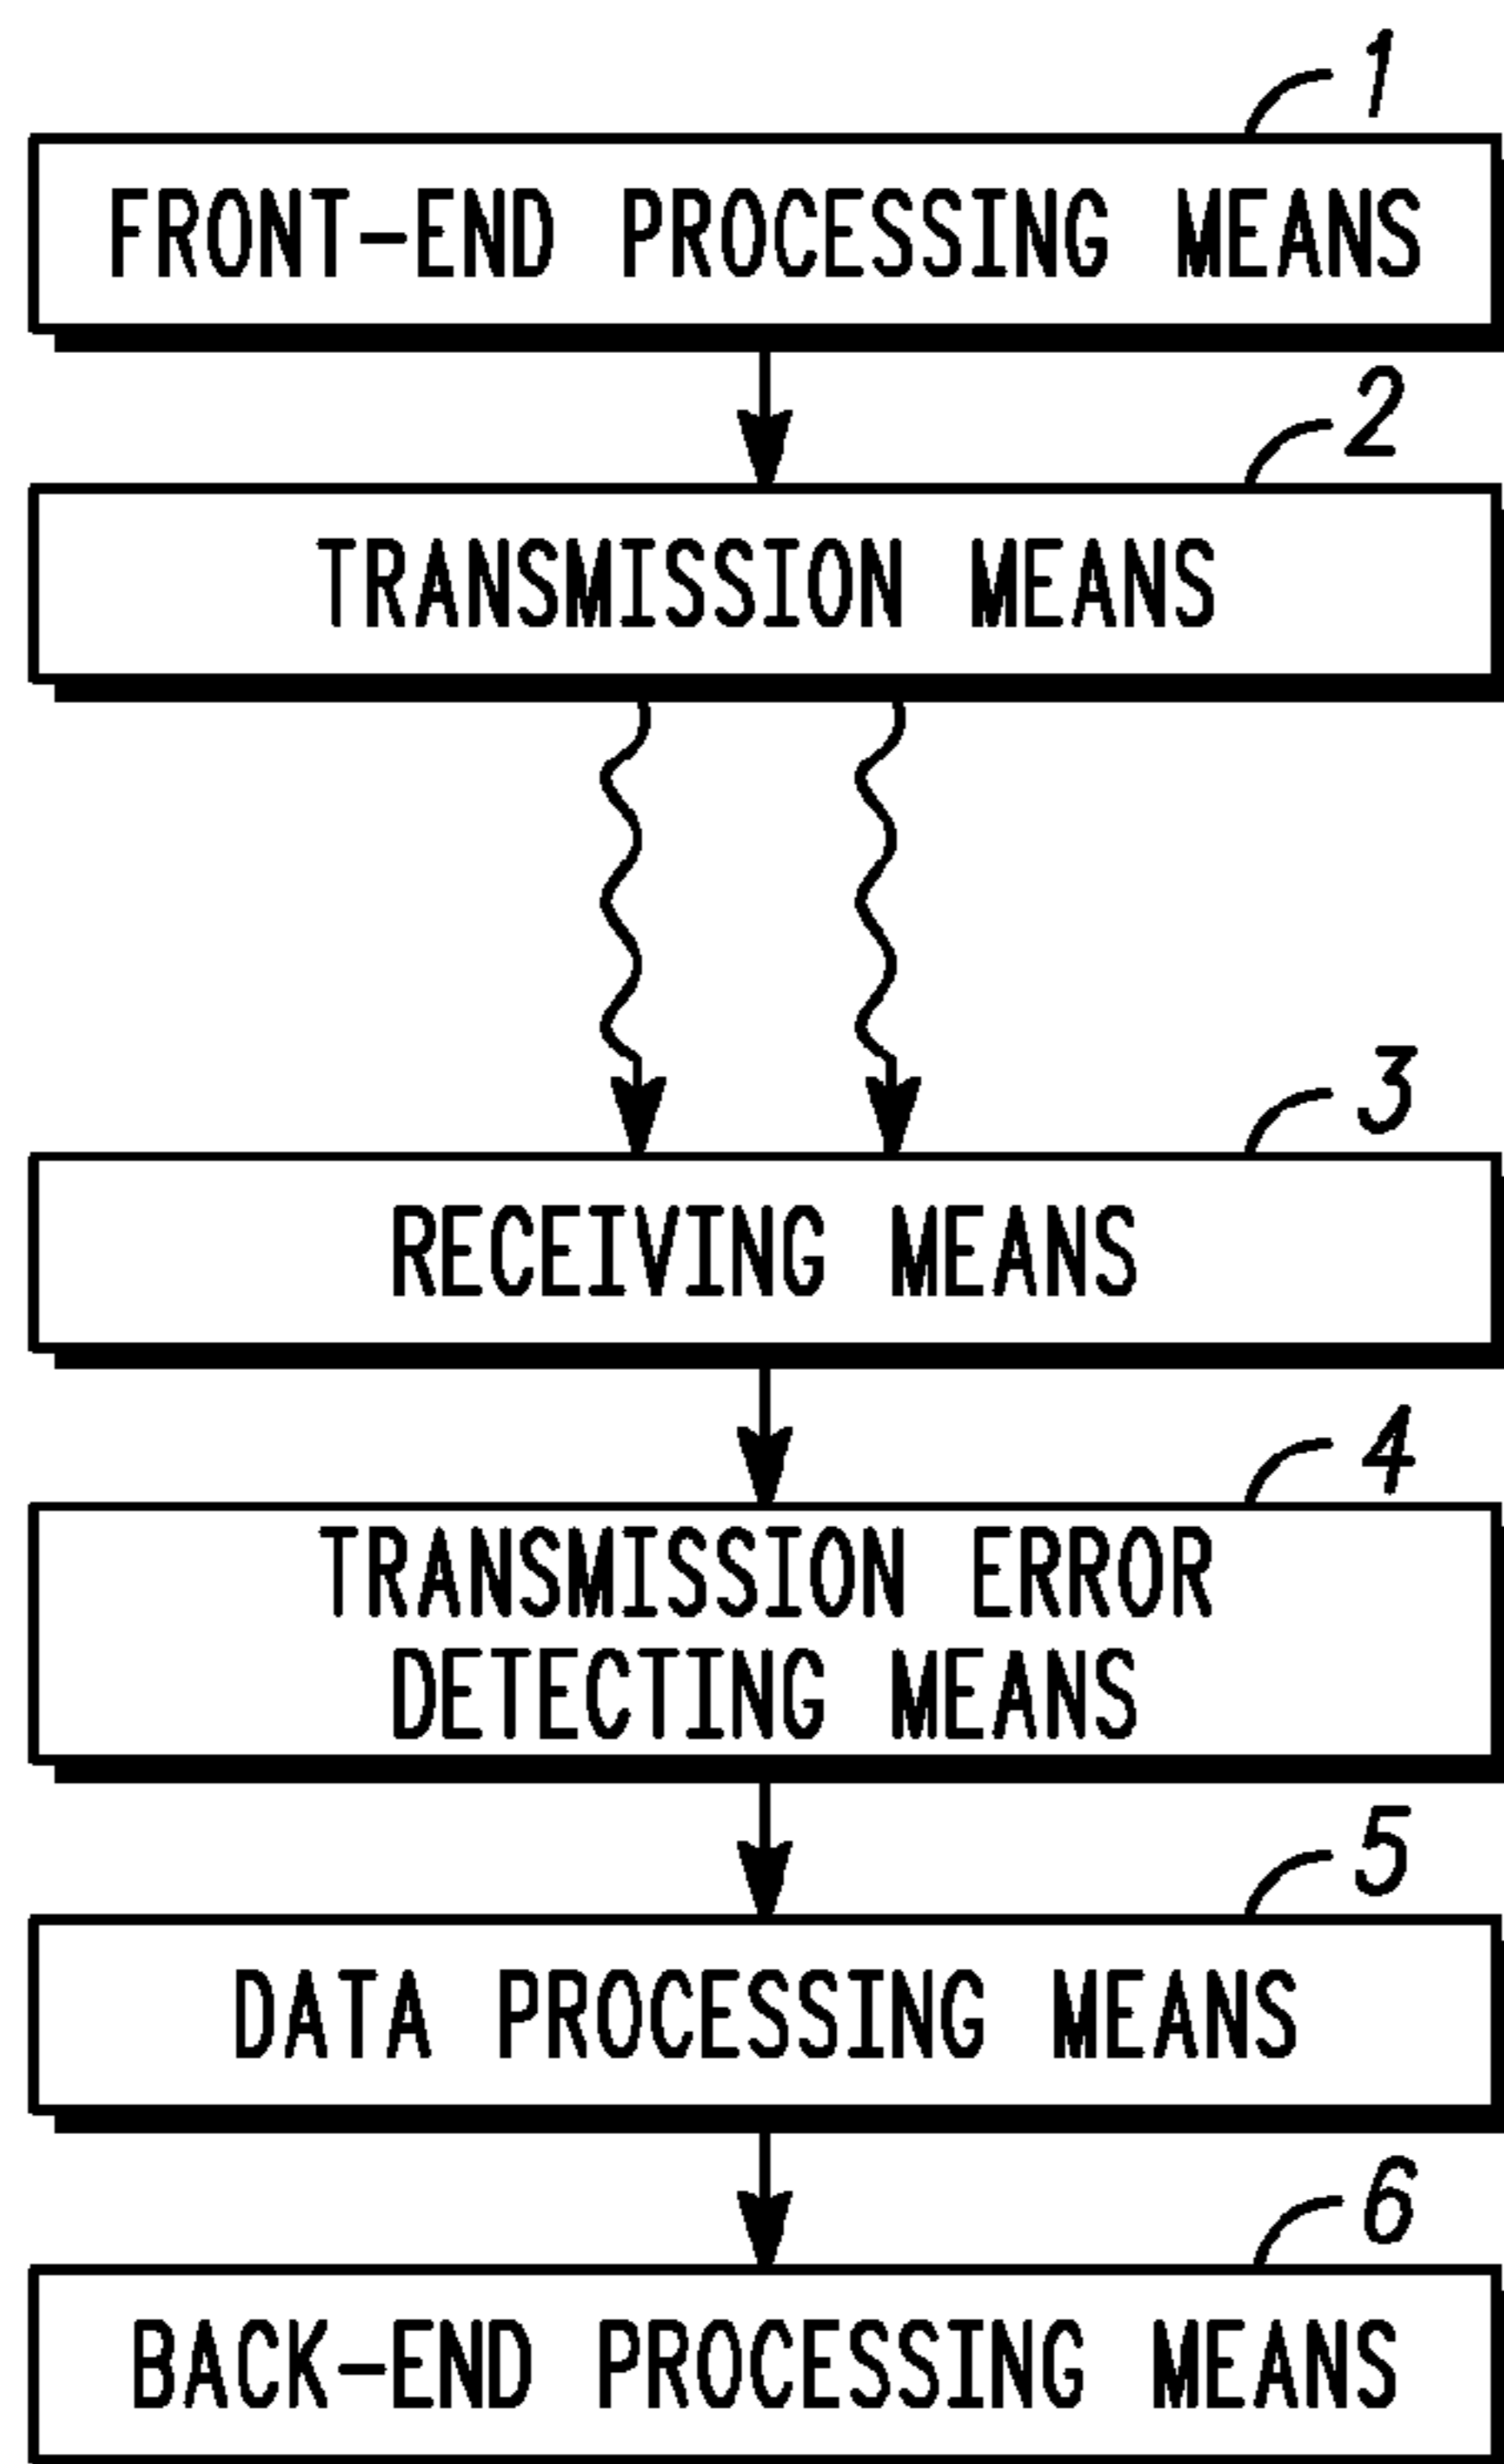 1
FRONT-END PROCESSING MEANS
2
TRANSMISSION MEANS
3
RECEIVING MEANS
4
TRANSMISSION ERROR
DETECTING MEANS
5
DATA PROCESSING MEANS
6
BACK-END PROCESSING MEANS